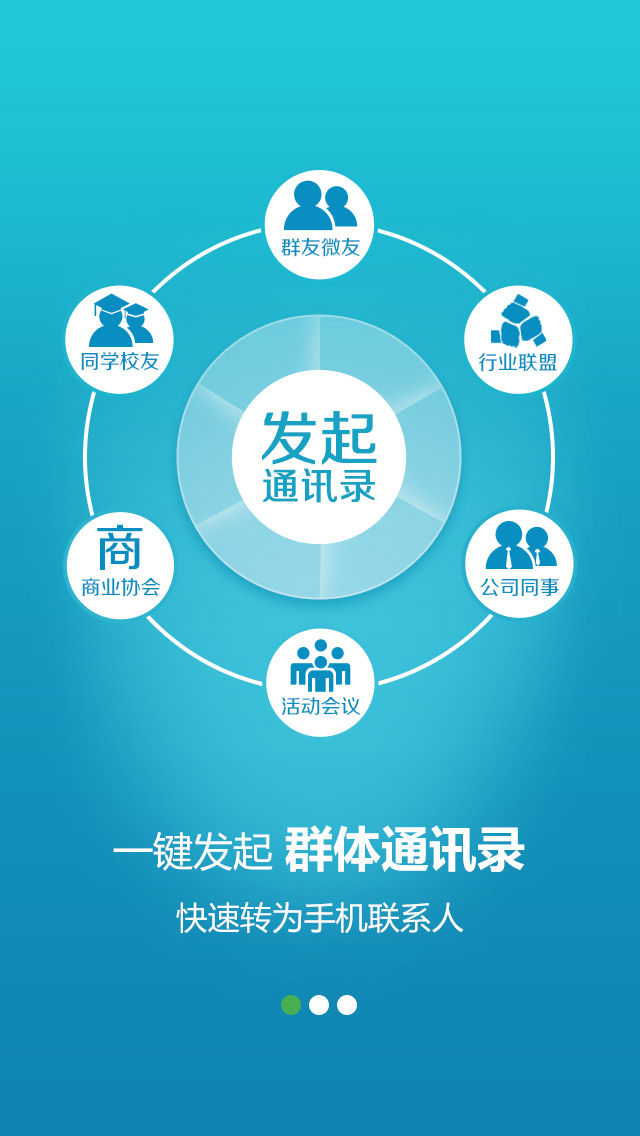 群友微友
同学校友
行业联盟
发起
通讯录
商
商业协会
公司同事
活动会议
一键发起 群体通讯录
快速转为手机联系人